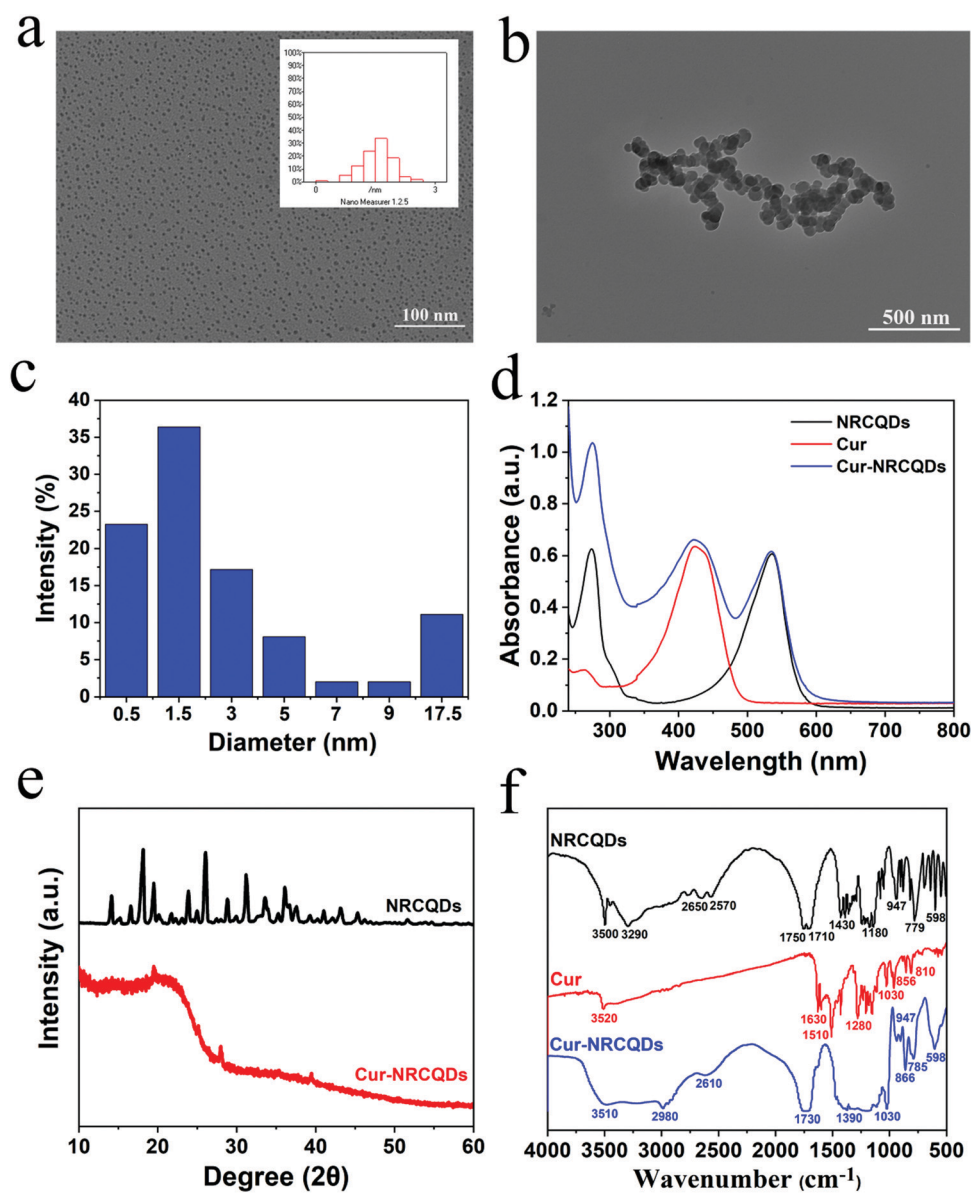 a
100%
90%
80%
70%
60%
50%
40%
30%
20%
10%
0%
0 /nm 3
Nano Measurer 1.2.5
100 nm
b
500 nm
c
Intensity (%)
40
35
30
25
20
15
10
5
0
0.5 1.5 3 5 7 9 17.5
Diameter (nm)
d
Absorbance (a.u.)
1.2
1.0
0.8
0.6
0.4
0.2
0.0
NRCQDs
Cur
Cur-NRCQDs
300 400 500 600 700 800
Wavelength (nm)
e
Intensity (a.u.)
NRCQDs
Cur-NRCQDs
10 20 30 40 50 60
Degree (2θ)
f
NRCQDs
3500 3290 2650 2570 1750 1710 1430 1180 947 779 598
Cur
3520 1630 1510 1280 1030 856 810
Cur-NRCQDs
3510 2980 2610 1730 1390 1030 947 866 785 598
4000 3500 3000 2500 2000 1500 1000 500
Wavenumber (cm⁻¹)